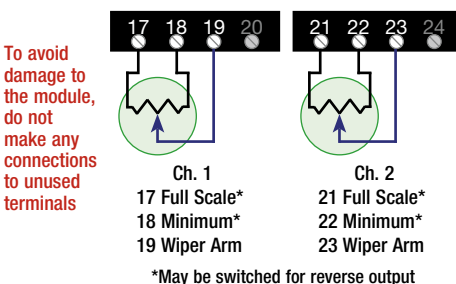 17 18 19 20
21 22 23 24
To avoid
damage to
the module,
do not
make any
connections
to unused
terminals
Ch. 1
17 Full Scale*
18 Minimum*
19 Wiper Arm
Ch. 2
21 Full Scale*
22 Minimum*
23 Wiper Arm
*May be switched for reverse output